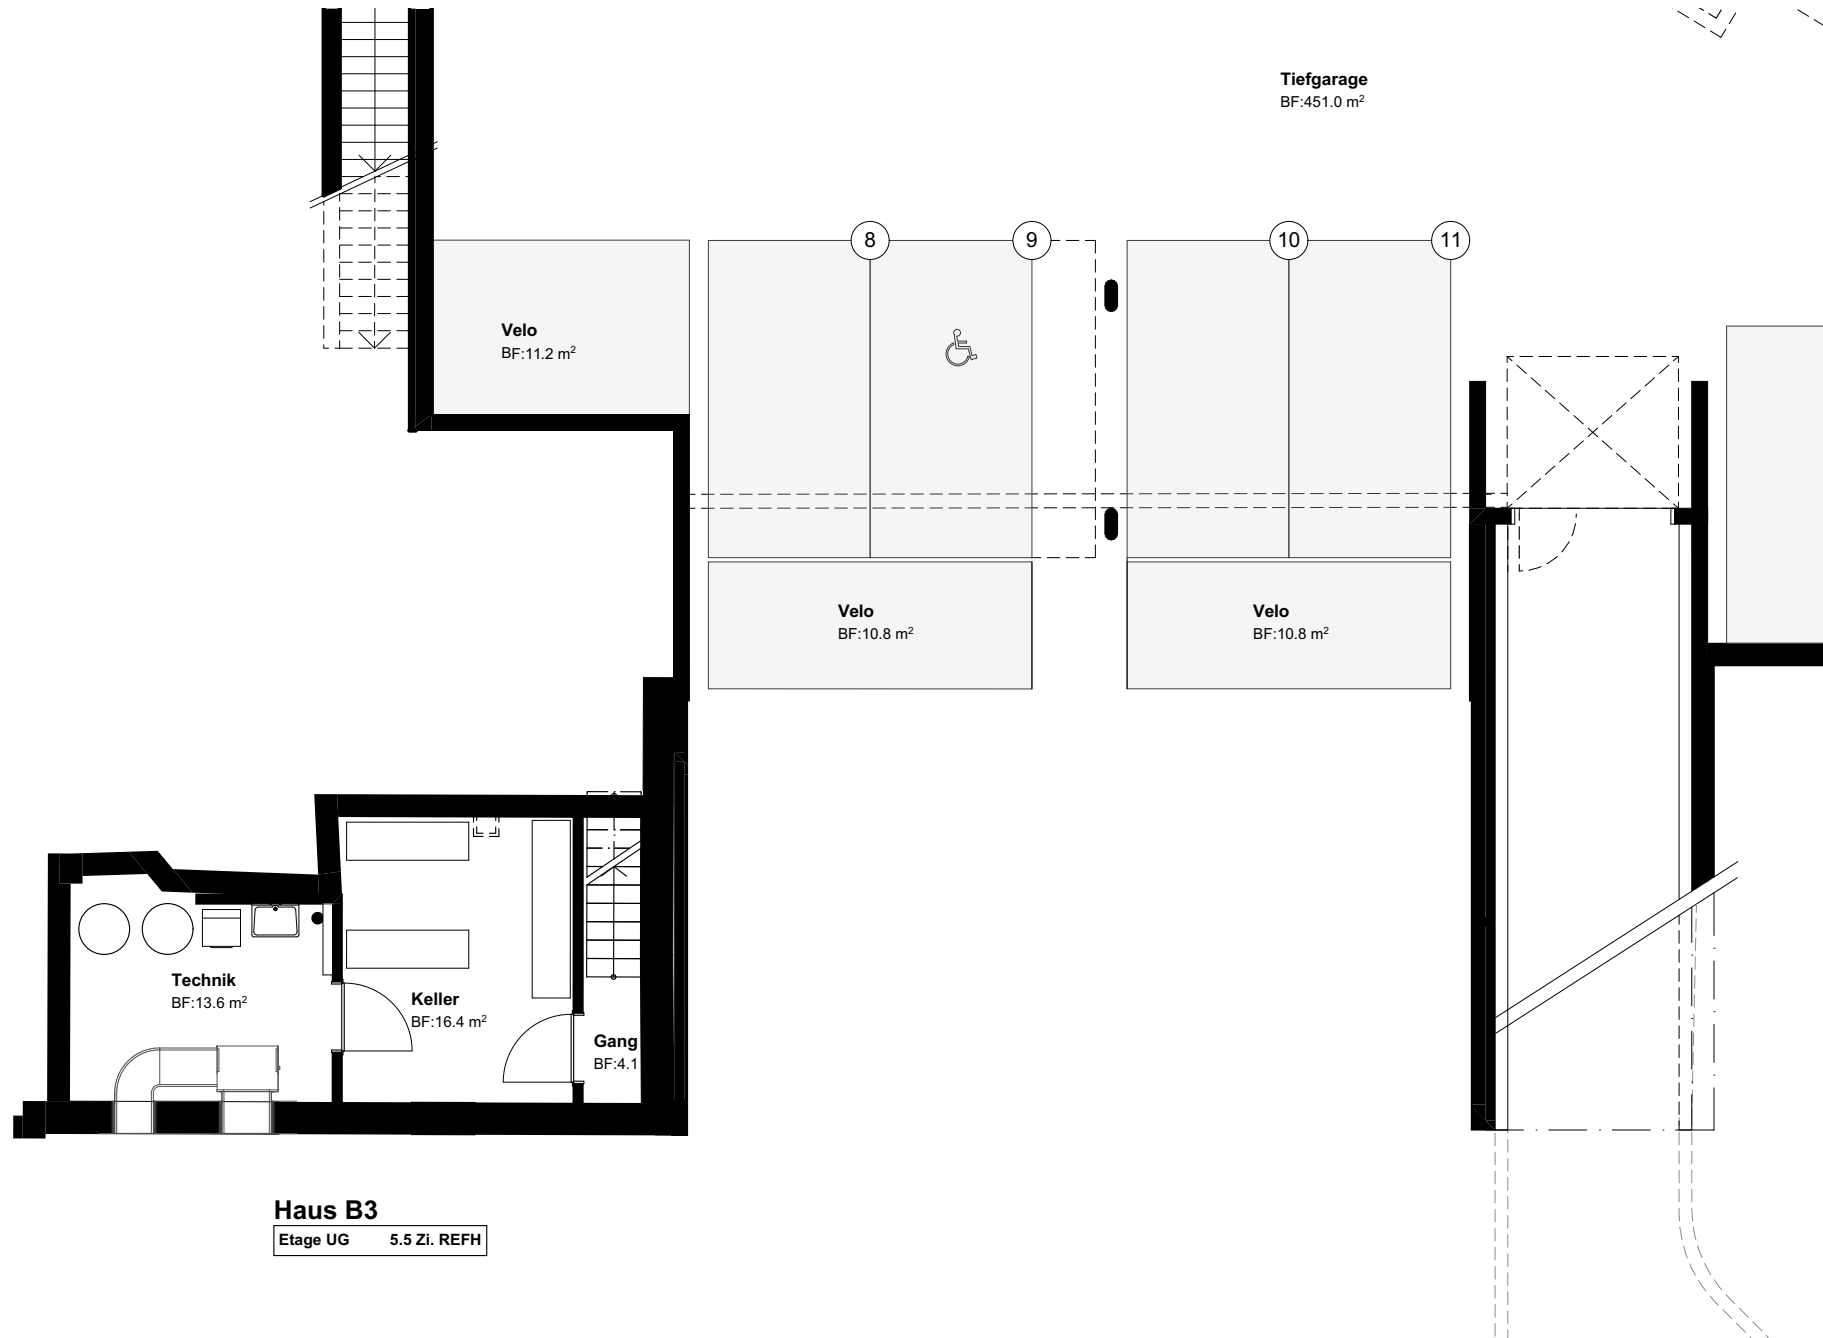 Tiefgarage
BF:451.0 m²
8
9
10
11
Velo
BF:11.2 m²
Velo
BF:10.8 m²
Velo
BF:10.8 m²
Technik
BF:13.6 m²
Keller
BF:16.4 m²
Gang
BF:4.1
Haus B3
Etage UG 5.5 Zi. REFH